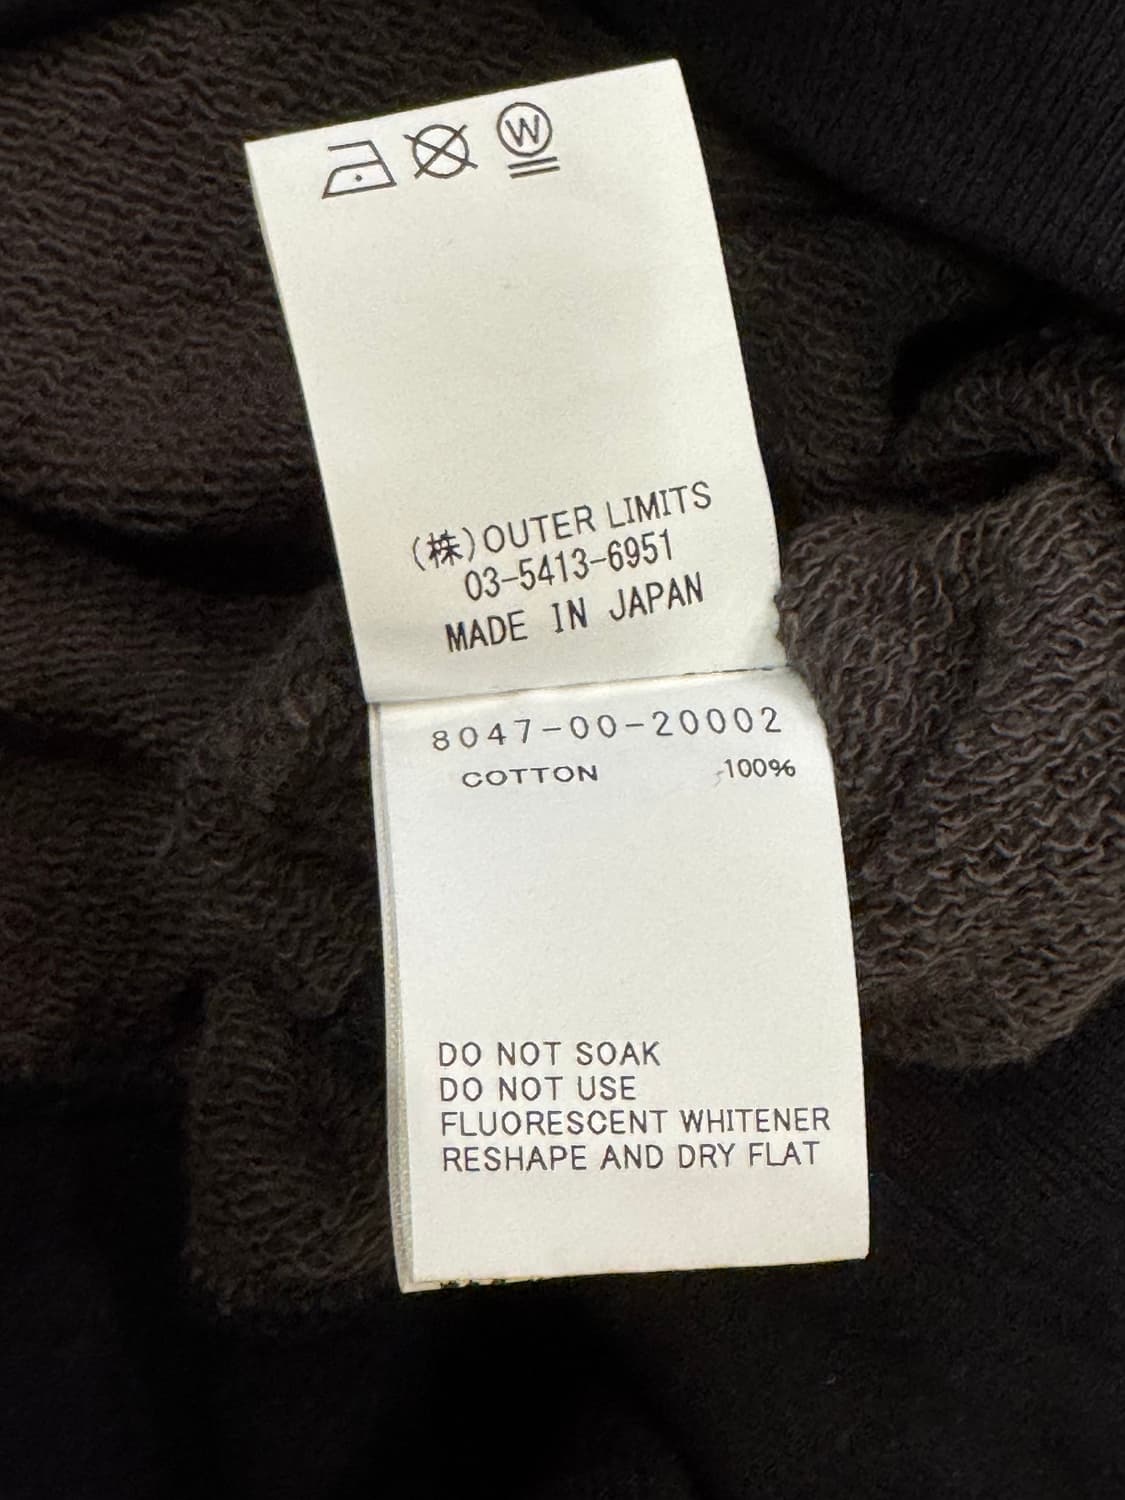 W
(株)OUTER LIMITS
03-5413-6951
MADE IN JAPAN
8047-00-20002
COTTON 100%
DO NOT SOAK
DO NOT USE
FLUORESCENT WHITENER
RESHAPE AND DRY FLAT